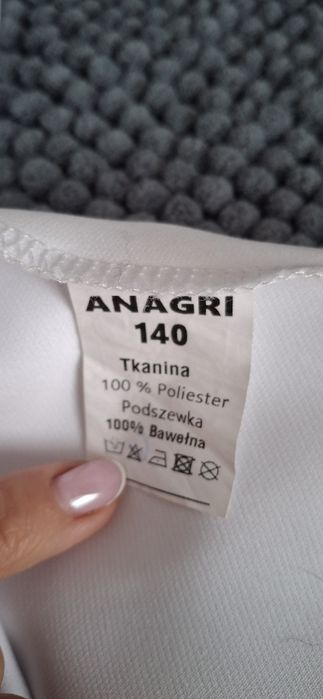 ANAGRI
140
Tkanina
100 % Poliester
Podszewka
100% Bawełna